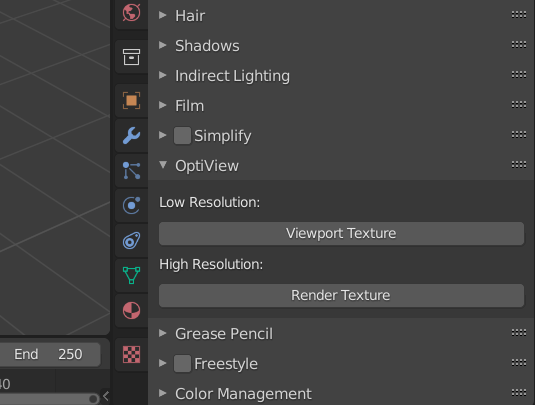 Hair
Shadows
Indirect Lighting
Film
Simplify
OptiView
Low Resolution:
Viewport Texture
High Resolution:
Render Texture
Grease Pencil
End 250
Freestyle
40
Color Management